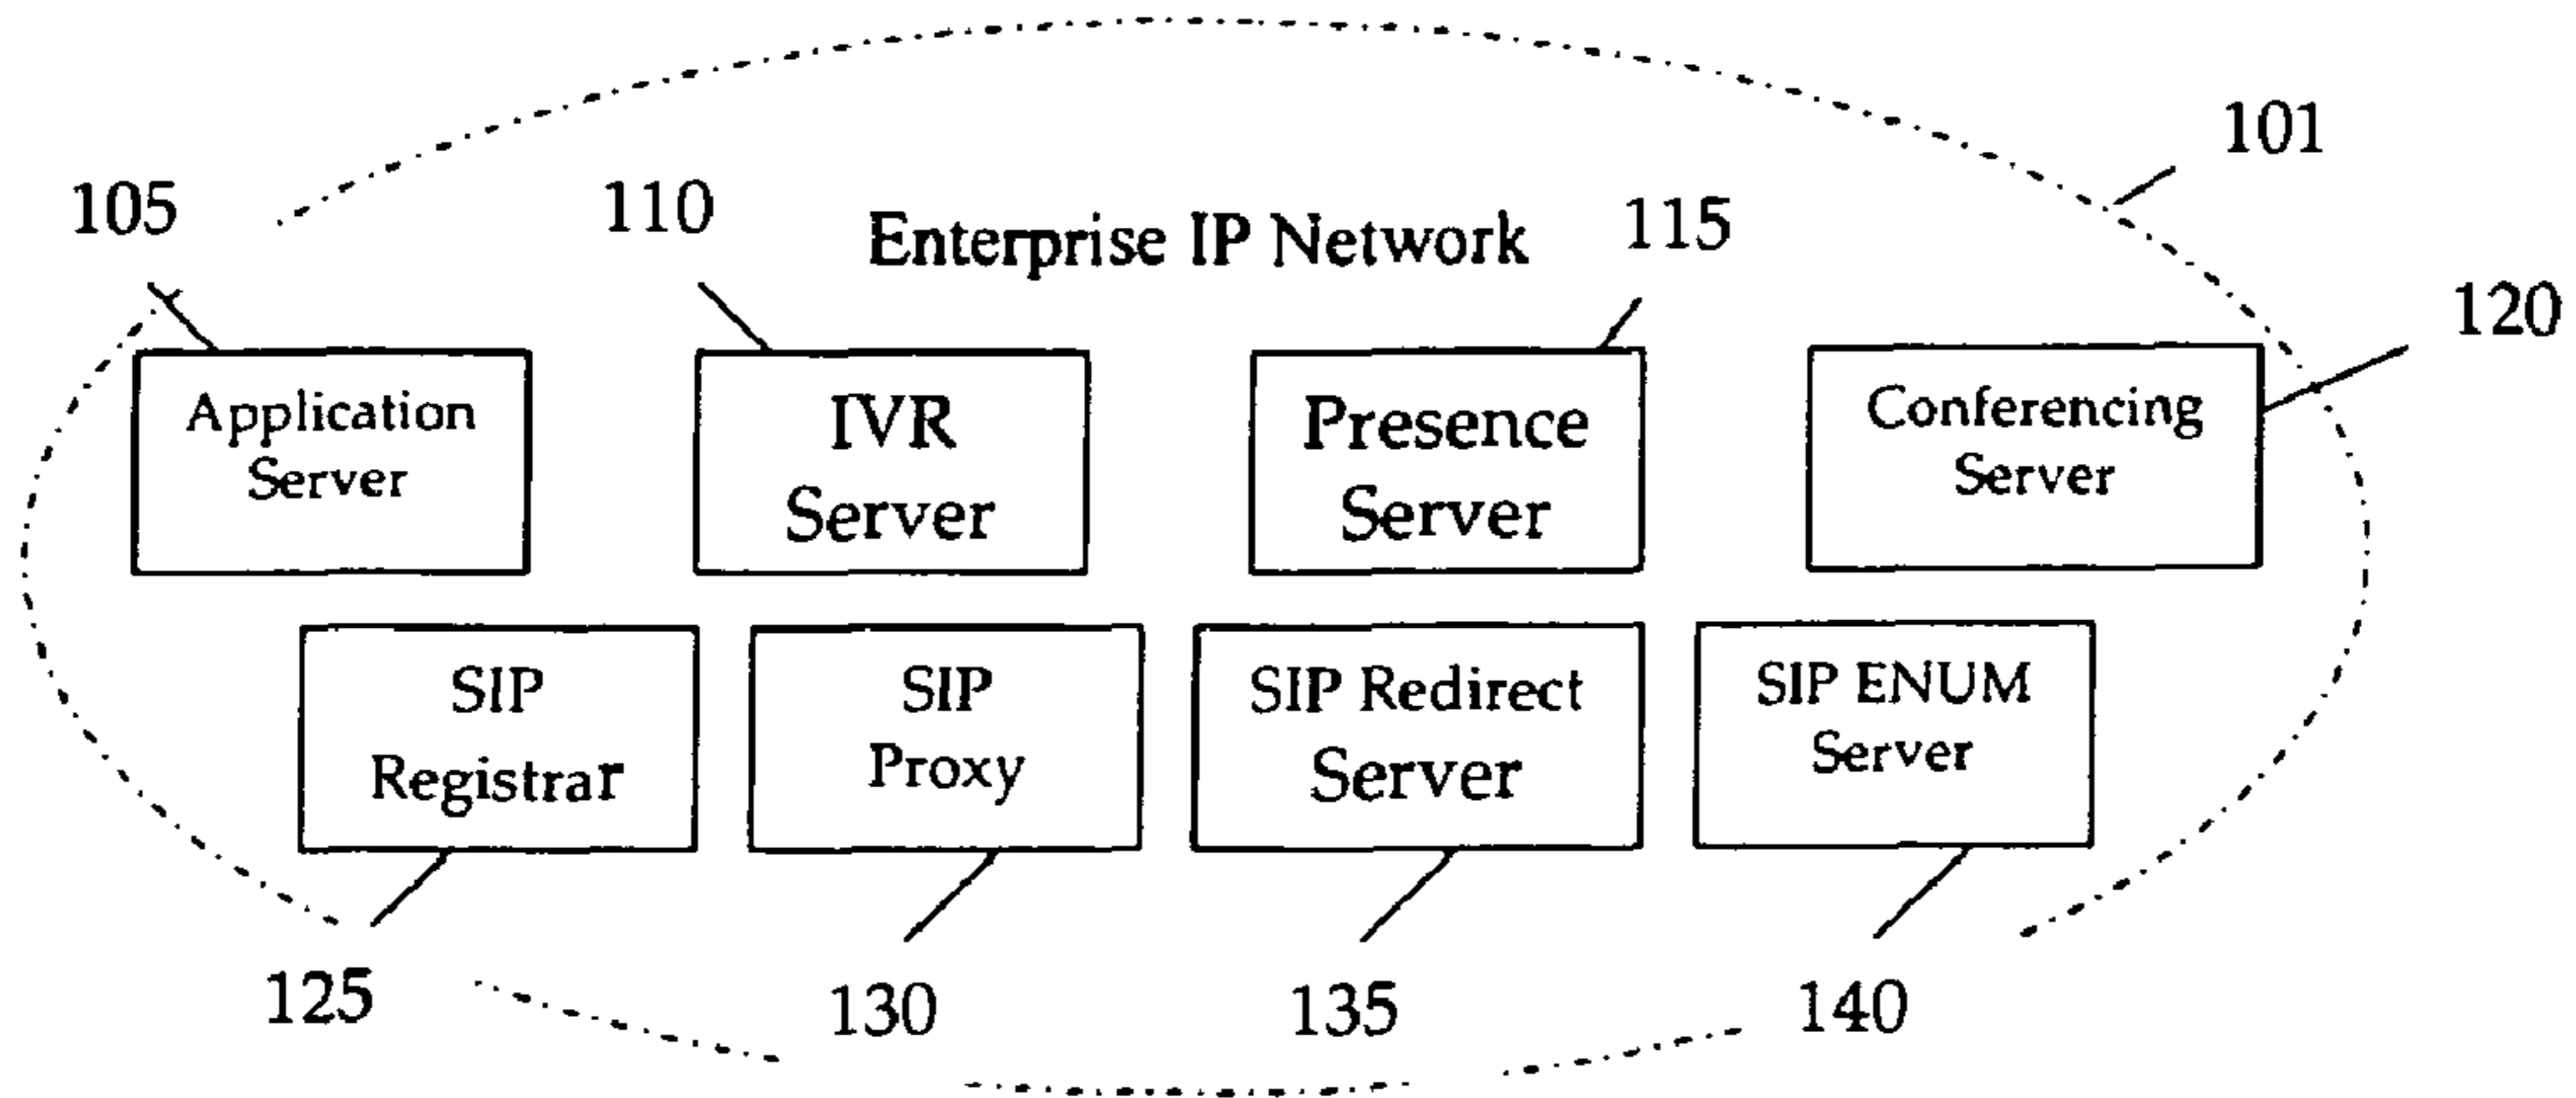 101
105
110
Enterprise IP Network
115
120
Application
Server
IVR
Server
Presence
Server
Conferencing
Server
SIP
Registrar
SIP
Proxy
SIP Redirect
Server
SIP ENUM
Server
125
130
135
140